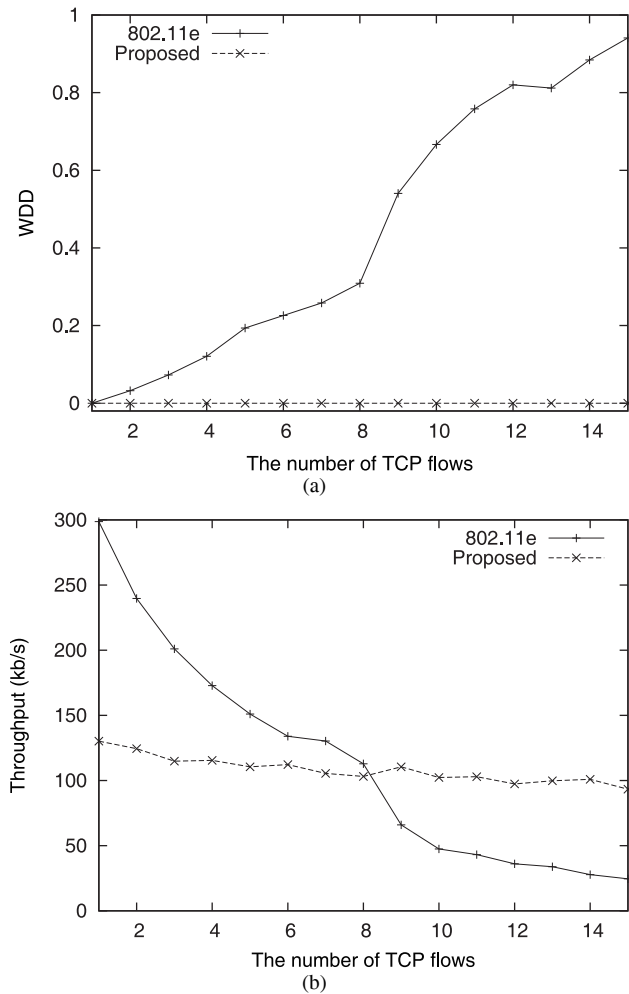 1
802.11e
Proposed
0.8
0.6
WDD
0.4
0.2
0
2 4 6 8 10 12 14
The number of TCP flows
(a)
300
802.11e
Proposed
250
200
Throughput (kb/s)
150
100
50
0
2 4 6 8 10 12 14
The number of TCP flows
(b)